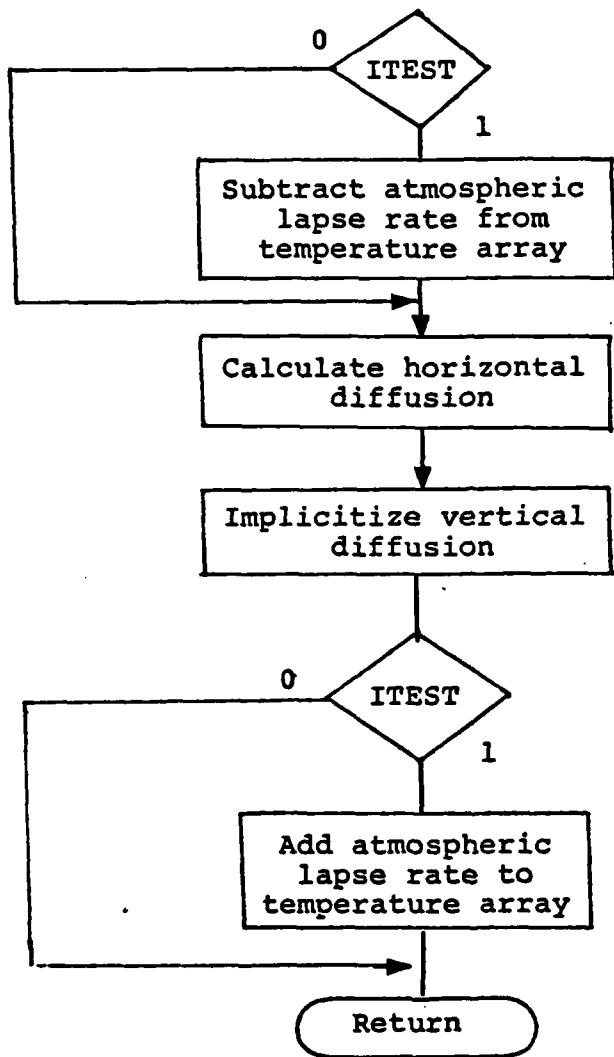 0
ITEST
1
Subtract atmospheric
lapse rate from
temperature array
Calculate horizontal
diffusion
Implicitize vertical
diffusion
0
ITEST
1
Add atmospheric
lapse rate to
temperature array
Return